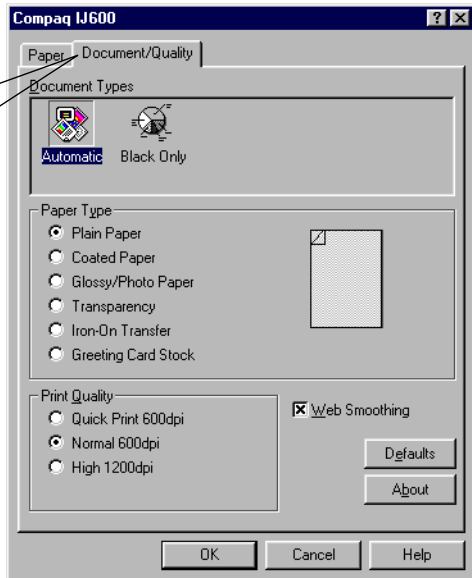 Compaq IJ600
Paper Document/Quality
Document Types
Automatic Black Only
Paper Type
Plain Paper
Coated Paper
Glossy/Photo Paper
Transparency
Iron-On Transfer
Greeting Card Stock
Print Quality
Quick Print 600dpi
Normal 600dpi
High 1200dpi
Web Smoothing
Defaults
About
OK Cancel Help